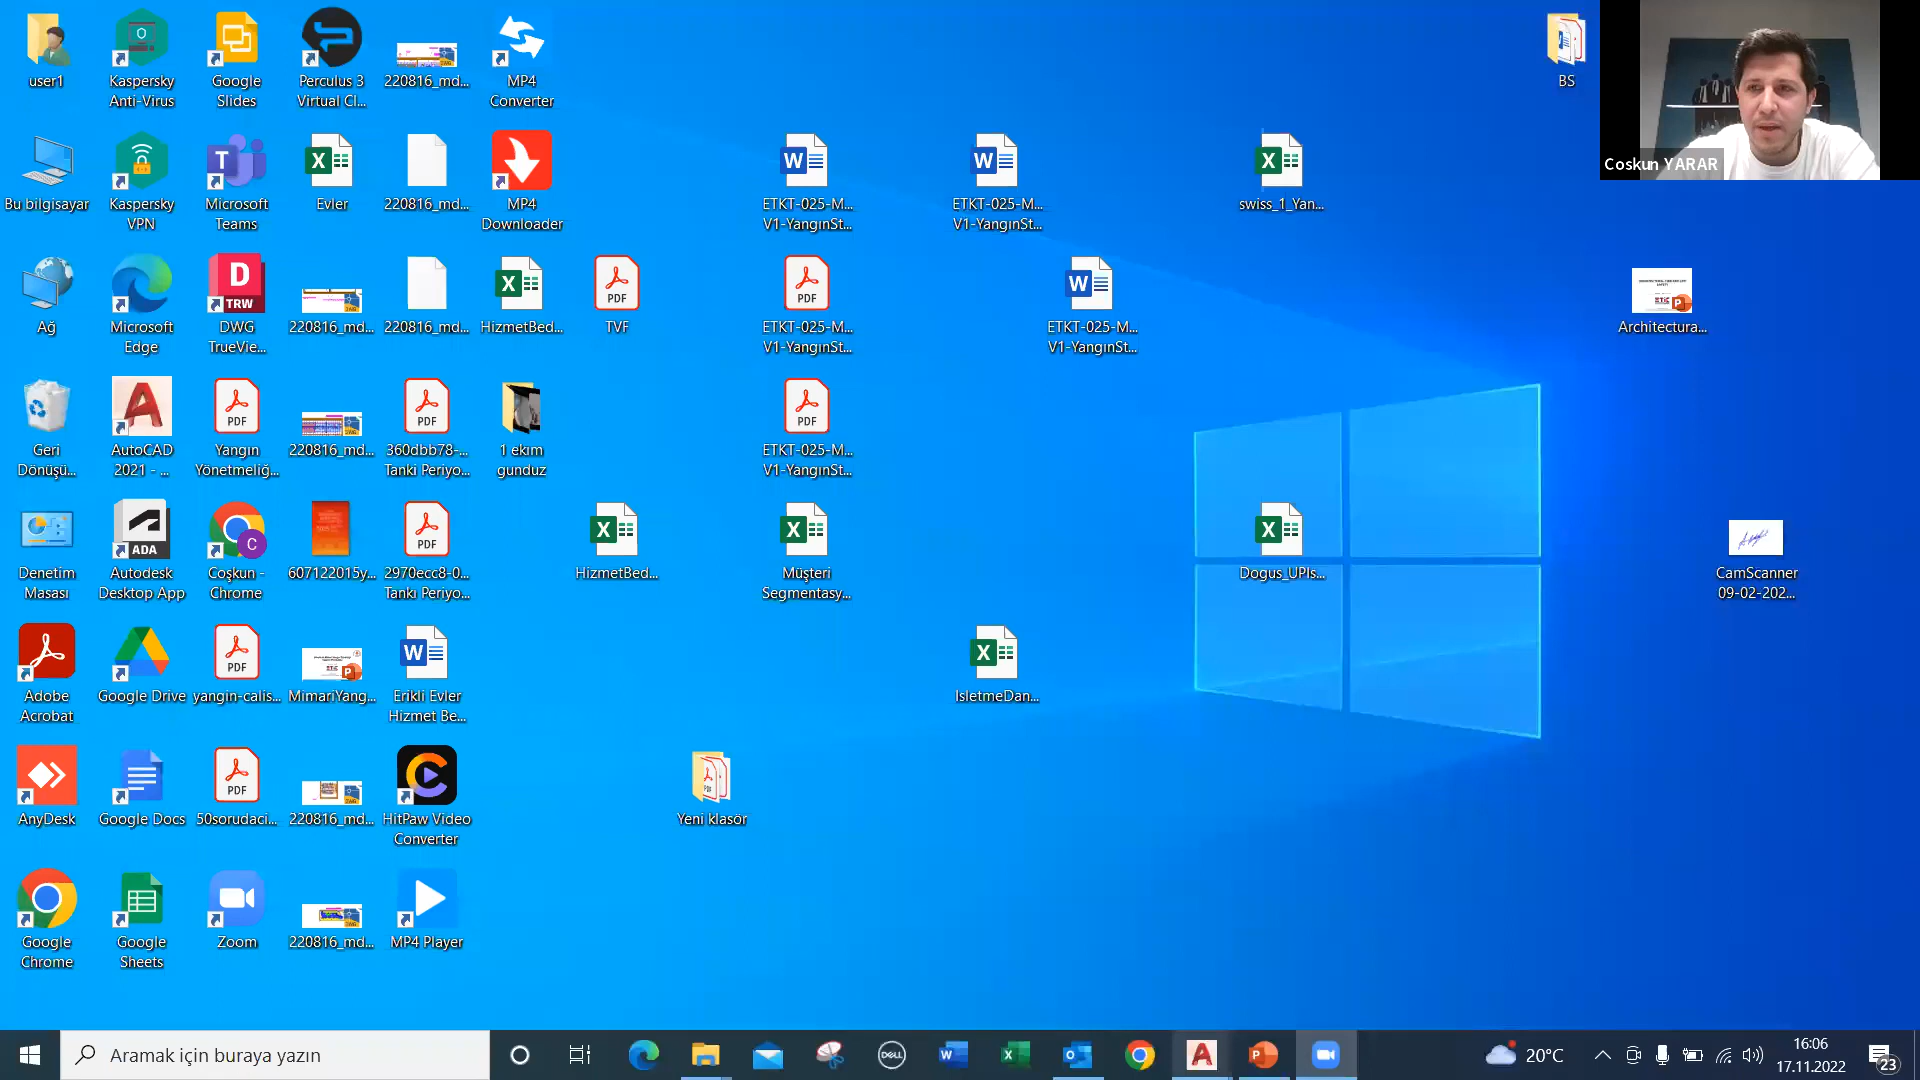 user1
Kaspersky
Anti-Virus
Google
Slides
Perculus 3
Virtual Cl...
220816_md...
MP4
Converter
BS
Coskun YARAR
Bu bilgisayar
Kaspersky
VPN
Microsoft
Teams
Evler
220816_md...
MP4
Downloader
ETKT-025-M...
V1-YangınSt...
ETKT-025-M...
V1-YangınSt...
swiss_1_Yan...
Ağ
Microsoft
Edge
DWG
TrueVie...
220816_md...
220816_md...
HizmetBed...
TVF
ETKT-025-M...
V1-YangınSt...
ETKT-025-M...
V1-YangınSt...
Architectura...
Geri
Dönüşü...
AutoCAD
2021 - ...
Yangın
Yönetmeliğ...
220816_md...
360dbb78-...
Tanki Periyo...
1 ekim
gunduz
ETKT-025-M...
V1-YangınSt...
Denetim
Masası
Autodesk
Desktop App
Coşkun -
Chrome
607122015y...
2970ecc8-0...
Tankı Periyo...
HizmetBed...
Müşteri
Segmentasy...
Dogus_UPIs...
CamScanner
09-02-202...
Adobe
Acrobat
Google Drive
yangin-calis...
MimariYang...
Erikli Evler
Hizmet Be...
IsletmeDan...
AnyDesk
Google Docs
50sorudaci...
220816_md...
HitPaw Video
Converter
Yeni klasör
Google
Chrome
Google
Sheets
Zoom
220816_md...
MP4 Player
Aramak için buraya yazın
20°C
16:06
17.11.2022
23